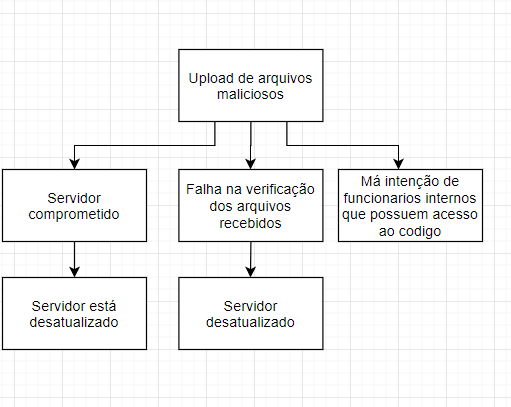 Upload de arquivos
maliciosos
Servidor
comprometido
Falha na verificação
dos arquivos
recebidos
Má intenção de
funcionarios internos
que possuem acesso
ao codigo
Servidor está
desatualizado
Servidor
desatualizado